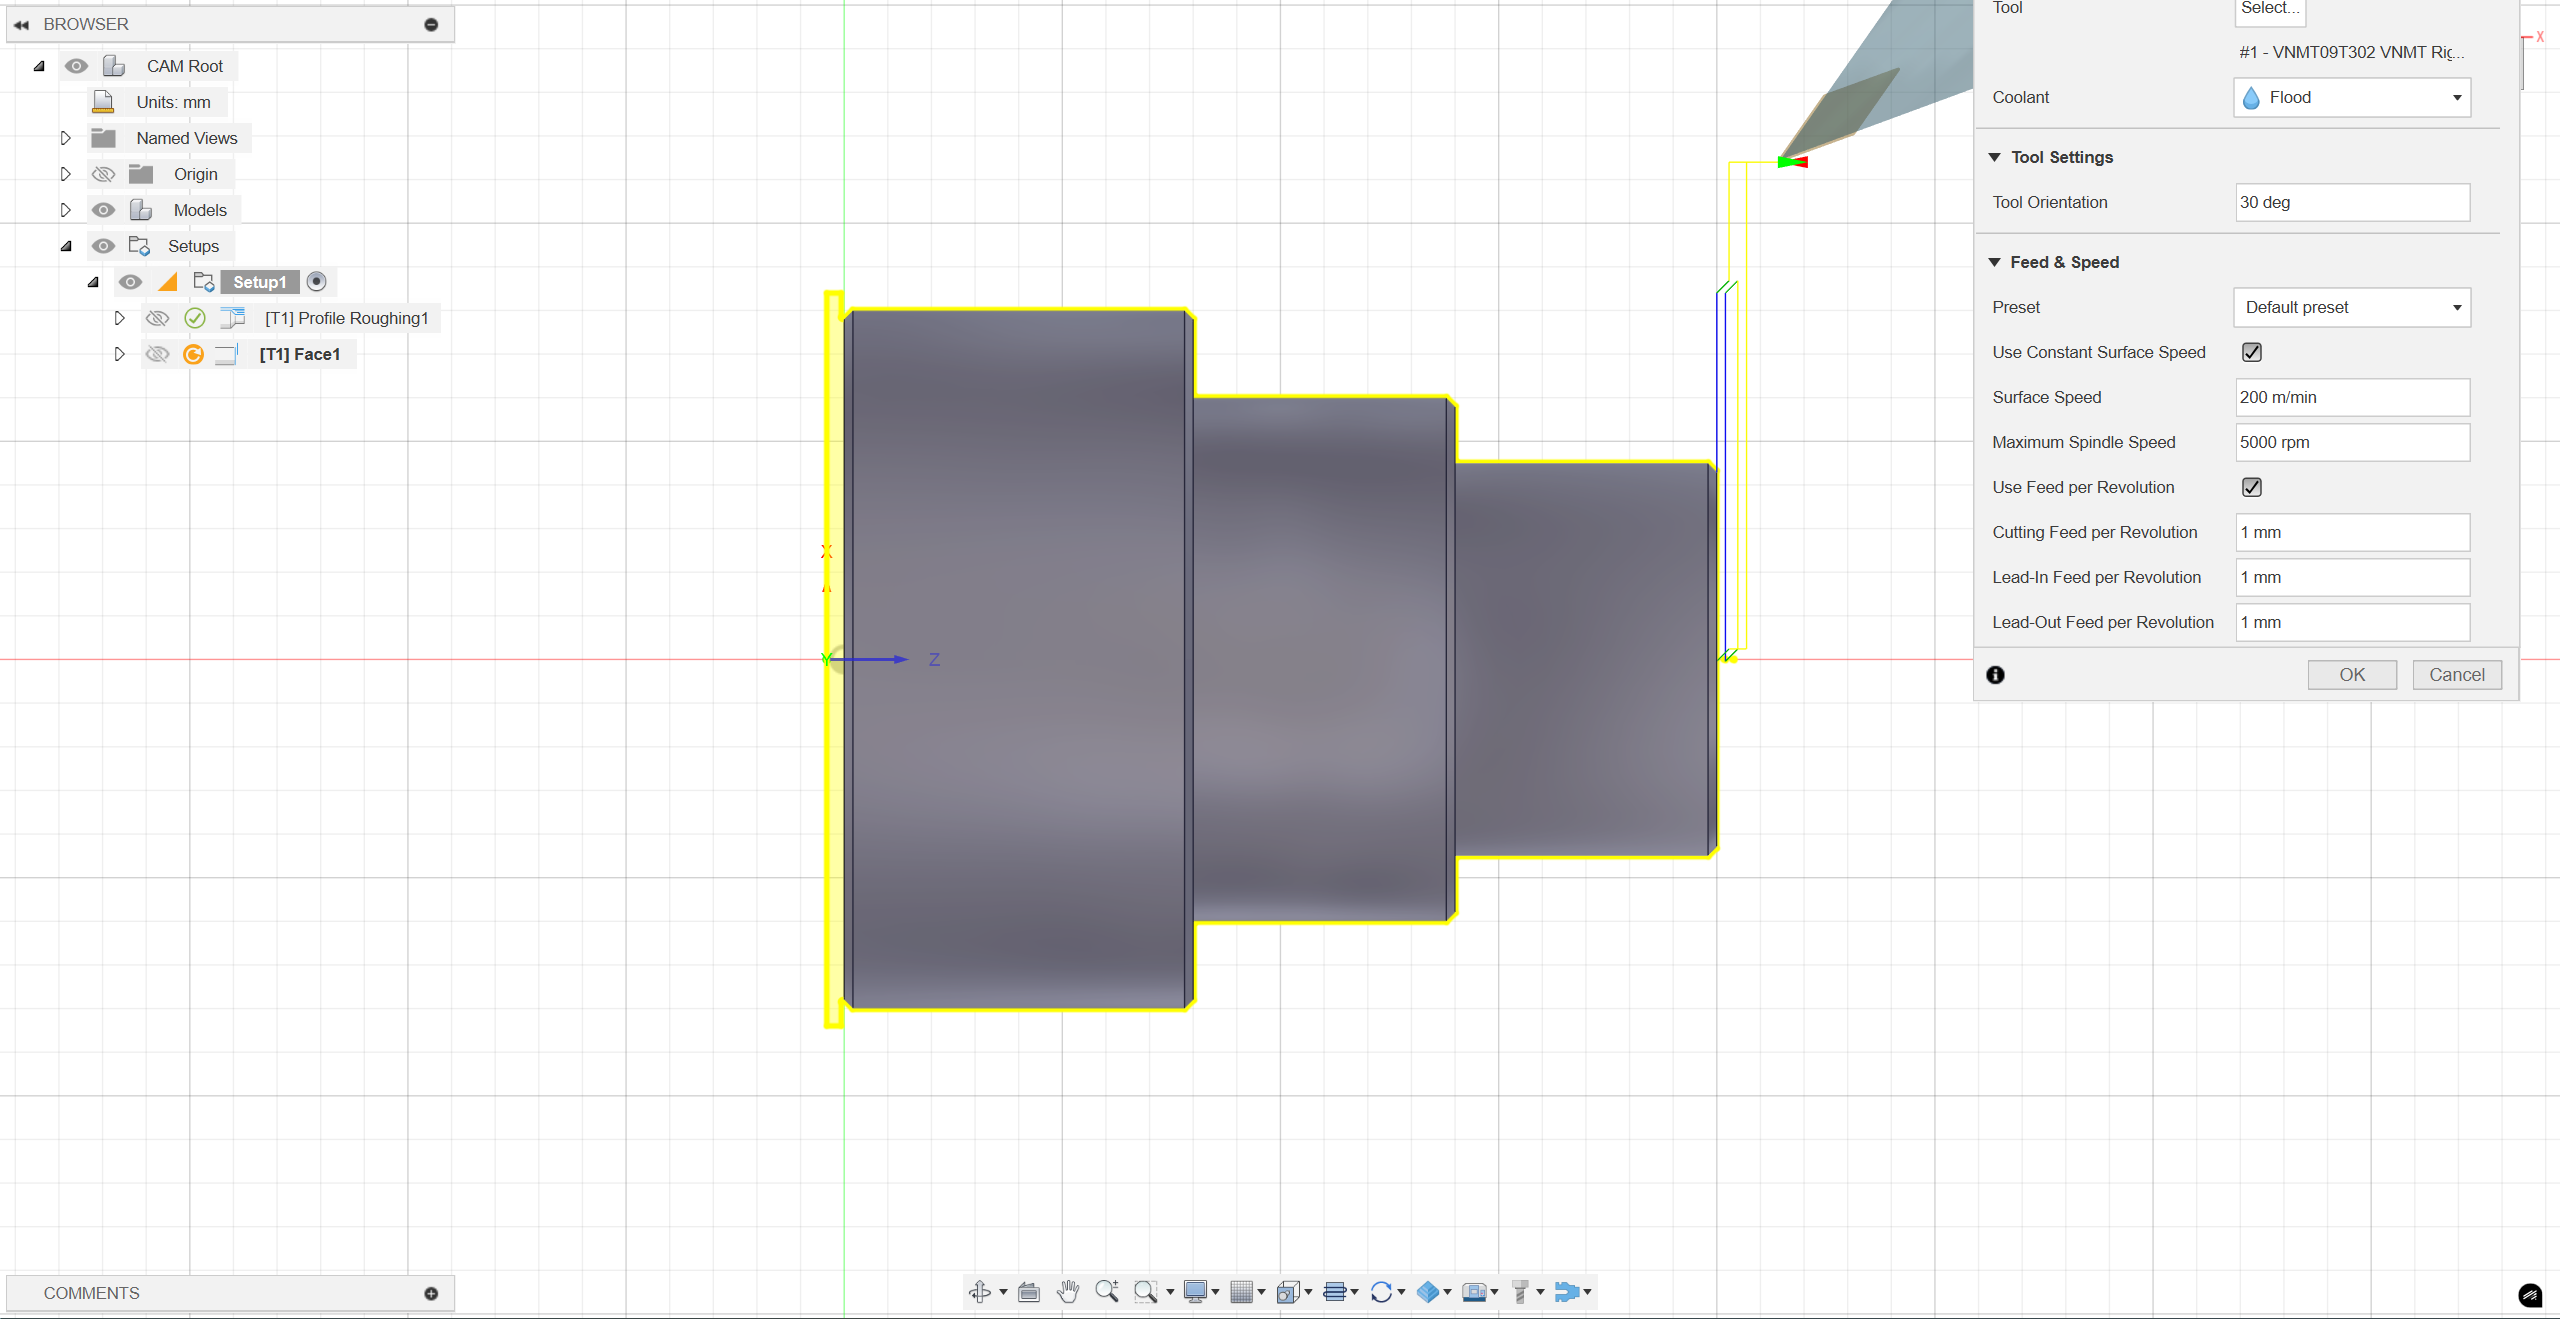 BROWSER
CAM Root
Units: mm
Named Views
Origin
Models
Setups
Setup1
[T1] Profile Roughing1
[T1] Face1
X
Y
Z
X
Tool
Select...
#1 - VNMT09T302 VNMT Rig...
Coolant
Flood
Tool Settings
Tool Orientation
30 deg
Feed & Speed
Preset
Default preset
Use Constant Surface Speed
Surface Speed
200 m/min
Maximum Spindle Speed
5000 rpm
Use Feed per Revolution
Cutting Feed per Revolution
1 mm
Lead-In Feed per Revolution
1 mm
Lead-Out Feed per Revolution
1 mm
OK
Cancel
COMMENTS